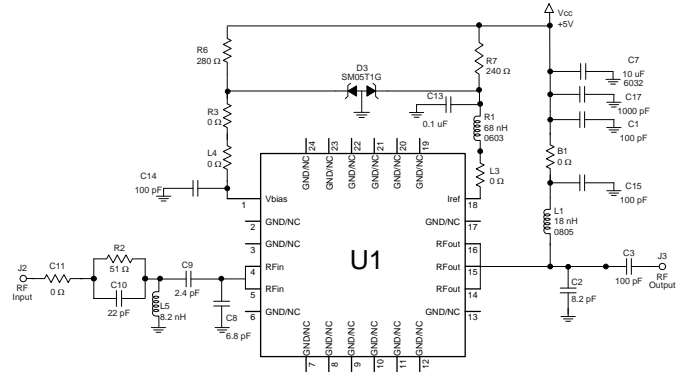 Vcc
+5V
R6
280 Ω
R7
240 Ω
D3
SM05T1G
C7
10 uF
6032
C17
1000 pF
C1
100 pF
C13
0.1 uF
R3
0 Ω
R1
68 nH
0603
L4
0 Ω
B1
0 Ω
C14
100 pF
L3
0 Ω
C15
100 pF
L1
18 nH
0805
24
23
22
21
20
19
GND/NC
GND/NC
GND/NC
GND/NC
GND/NC
GND/NC
1
Vbias
Iref
18
2
GND/NC
GND/NC
17
3
GND/NC
RFout
16
4
RFin
RFout
15
5
RFin
RFout
14
6
GND/NC
GND/NC
13
U1
GND/NC
GND/NC
GND/NC
GND/NC
GND/NC
GND/NC
7
8
9
10
11
12
J2
RF
Input
C11
0 Ω
R2
51 Ω
C10
22 pF
L5
8.2 nH
C9
2.4 pF
C8
6.8 pF
C2
8.2 pF
C3
100 pF
J3
RF
Output